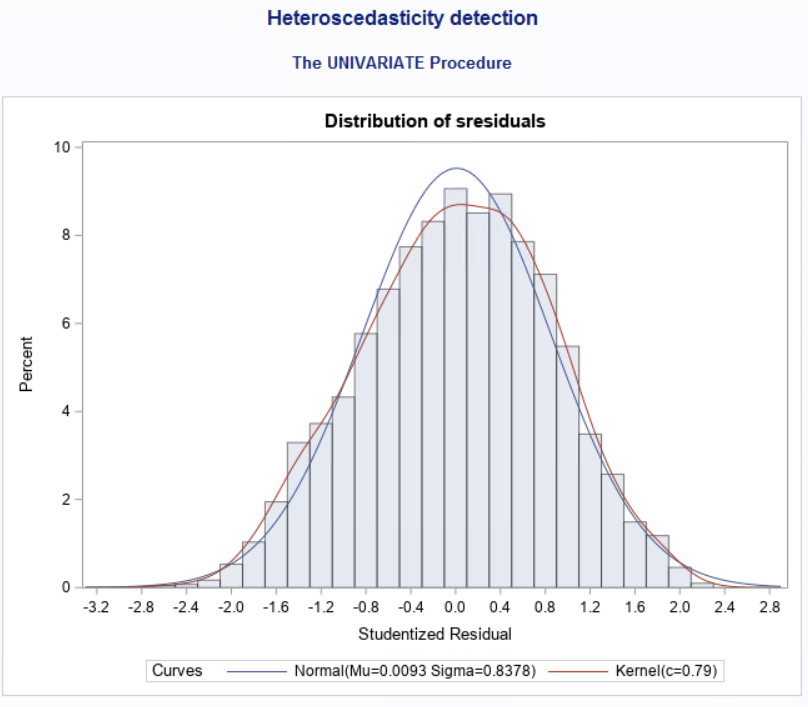 Heteroscedasticity detection
The UNIVARIATE Procedure
Distribution of sresiduals
10
8
6
4
2
0
Percent
-3.2 -2.8 -2.4 -2.0 -1.6 -1.2 -0.8 -0.4 0.0 0.4 0.8 1.2 1.6 2.0 2.4 2.8
Studentized Residual
Curves Normal(Mu=0.0093 Sigma=0.8378) Kernel(c=0.79)